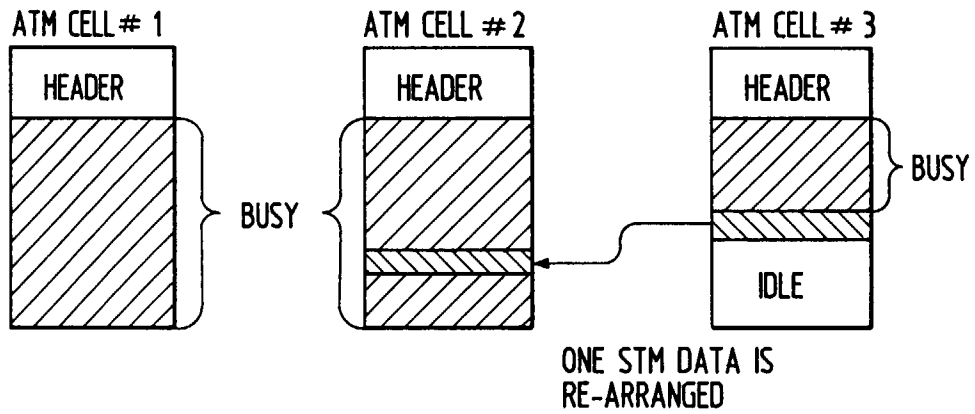 ATM CELL # 1
ATM CELL # 2
ATM CELL # 3
HEADER
HEADER
HEADER
BUSY
BUSY
IDLE
ONE STM DATA IS
RE-ARRANGED